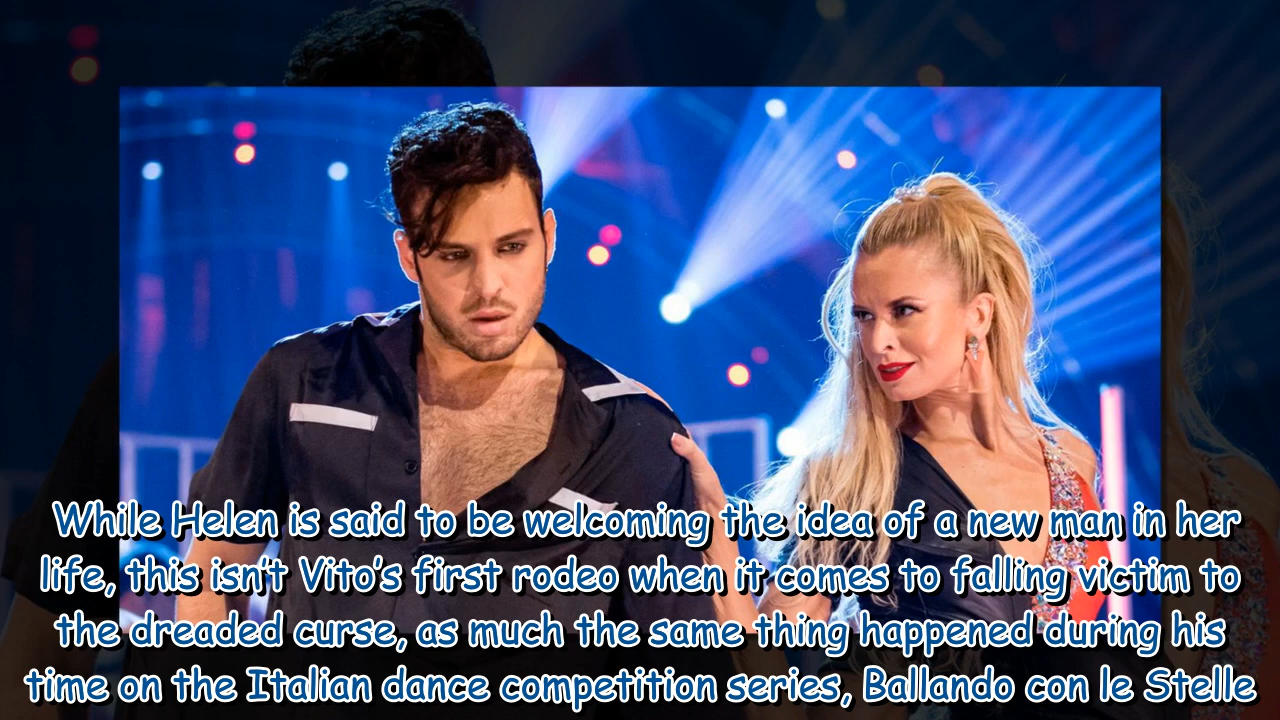 While Helen is said to be welcoming the idea of a new man in her
life, this isn't Vito's first rodeo when it comes to falling victim to
the dreaded curse, as much the same thing happened during his
time on the Italian dance competition series, Ballando con le Stelle